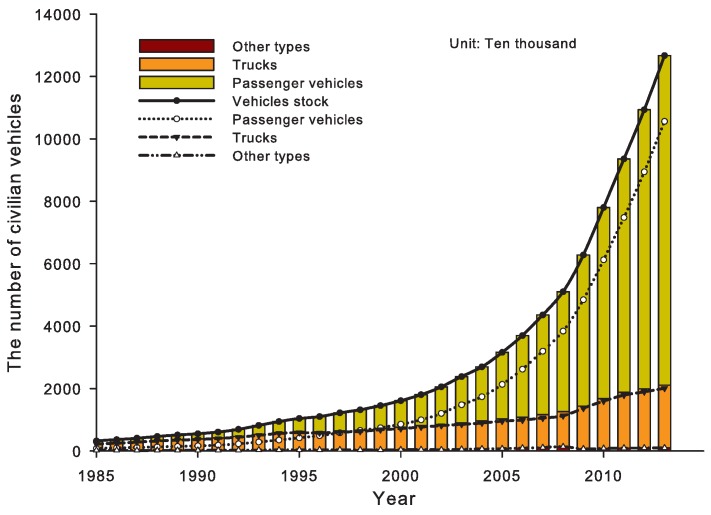 14000
12000
10000
8000
6000
4000
2000
0
The number of civilian vehicles
Other types
Trucks
Passenger vehicles
Vehicles stock
Passenger vehicles
Trucks
Other types
Unit: Ten thousand
1985 1990 1995 2000 2005 2010
Year